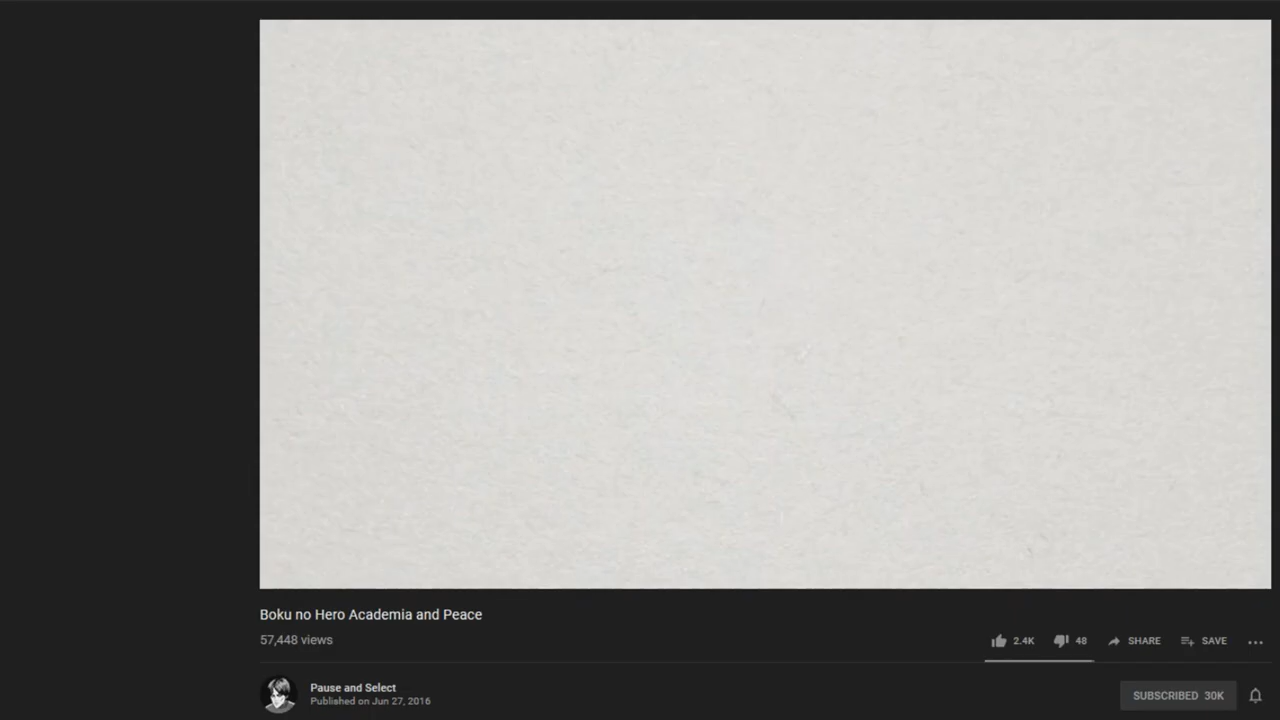 Boku no Hero Academia and Peace
57,448 views
2.4K 48 SHARE SAVE
Pause and Select
Published on Jun 27, 2016
SUBSCRIBED 30K